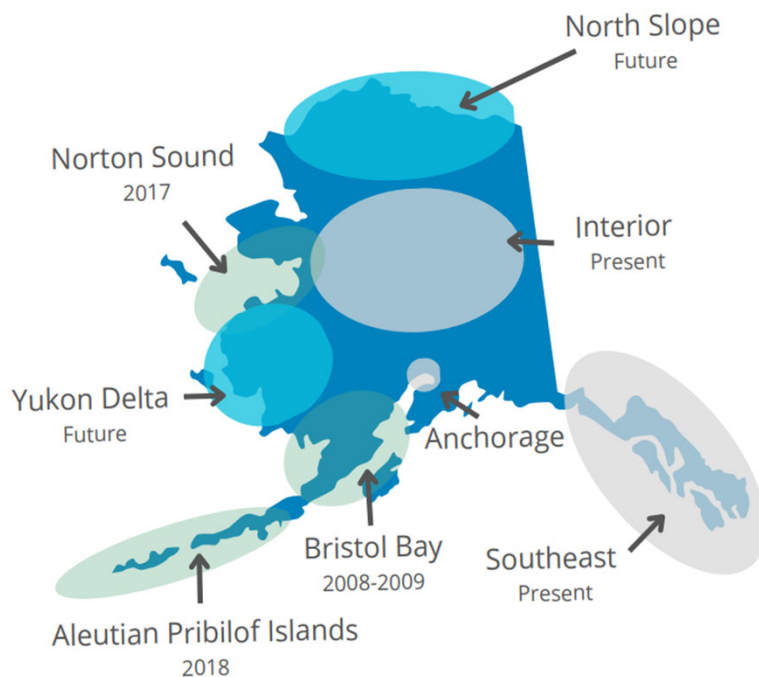 North Slope
Future
Norton Sound
2017
Interior
Present
Yukon Delta
Future
Anchorage
Bristol Bay
2008-2009
Southeast
Present
Aleutian Pribilof Islands
2018